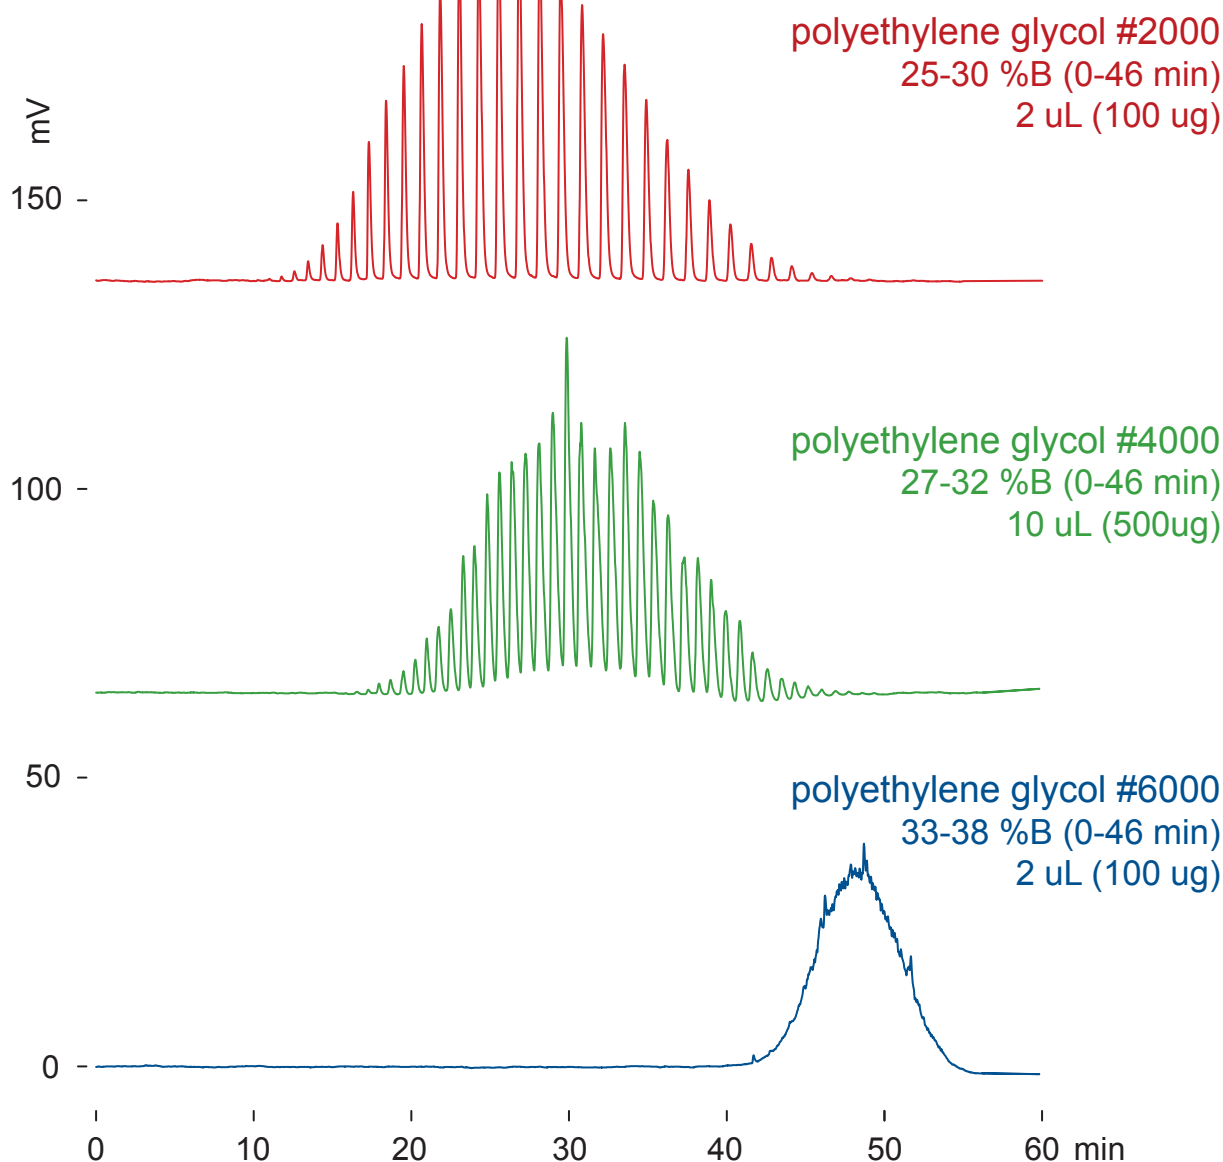 polyethylene glycol #2000
25-30 %B (0-46 min)
2 uL (100 ug)
mV
150
100
polyethylene glycol #4000
27-32 %B (0-46 min)
10 uL (500ug)
50
polyethylene glycol #6000
33-38 %B (0-46 min)
2 uL (100 ug)
0
0 10 20 30 40 50 60 min